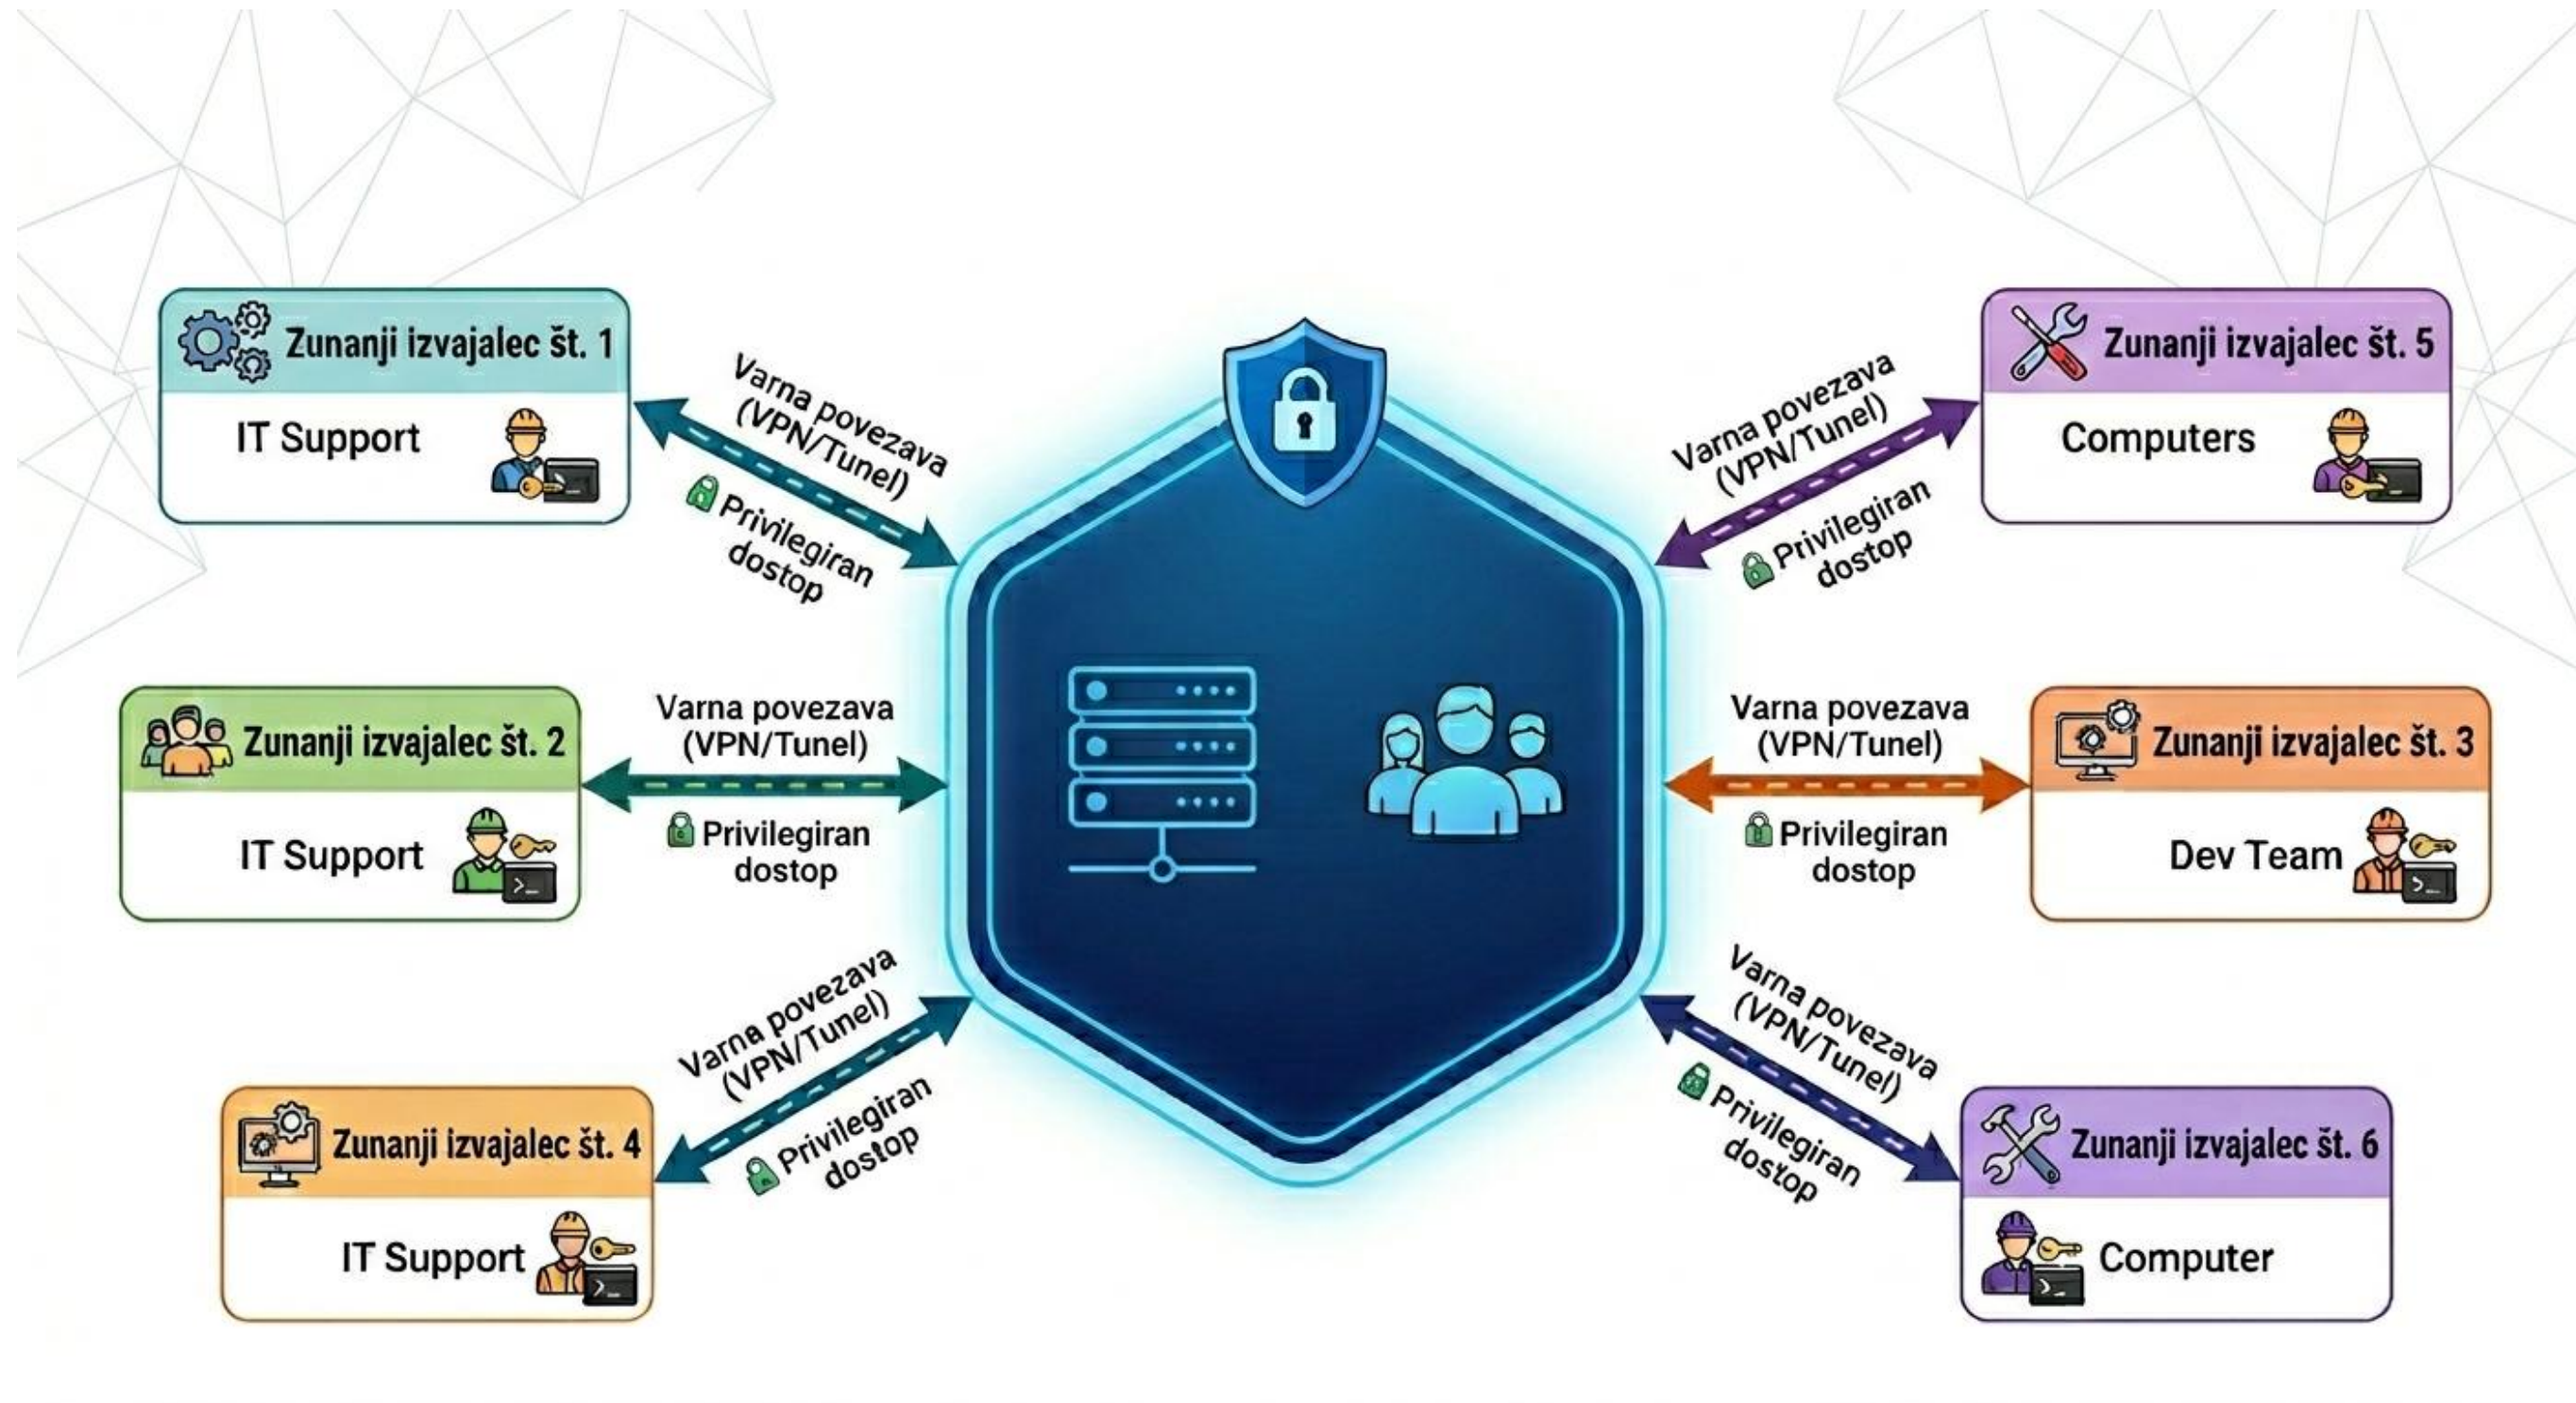 Zunanji izvajalec št. 1
IT Support
Varna povezava
(VPN/Tunel)
Privilegiran
dostop
Zunanji izvajalec št. 5
Computers
Varna povezava
(VPN/Tunel)
Privilegiran
dostop
Zunanji izvajalec št. 2
IT Support
Varna povezava
(VPN/Tunel)
Privilegiran
dostop
Varna povezava
(VPN/Tunel)
Privilegiran
dostop
Zunanji izvajalec št. 3
Dev Team
Varna povezava
(VPN/Tunel)
Privilegiran
dostop
Zunanji izvajalec št. 4
IT Support
Varna povezava
(VPN/Tunel)
Privilegiran
dostop
Zunanji izvajalec št. 6
Computer